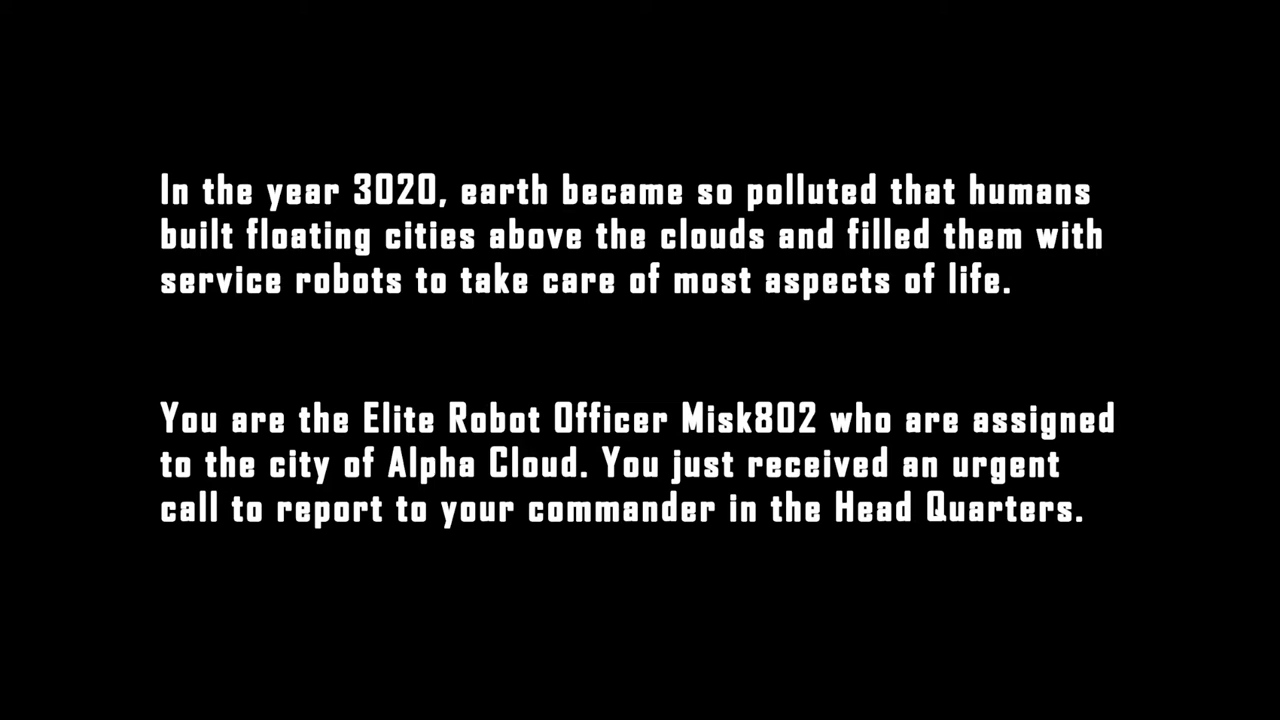 In the year 3020, earth became so polluted that humans
built floating cities above the clouds and filled them with
service robots to take care of most aspects of life.
You are the Elite Robot Officer Misk802 who are assigned
to the city of Alpha Cloud. You just received an urgent
call to report to your commander in the Head Quarters.